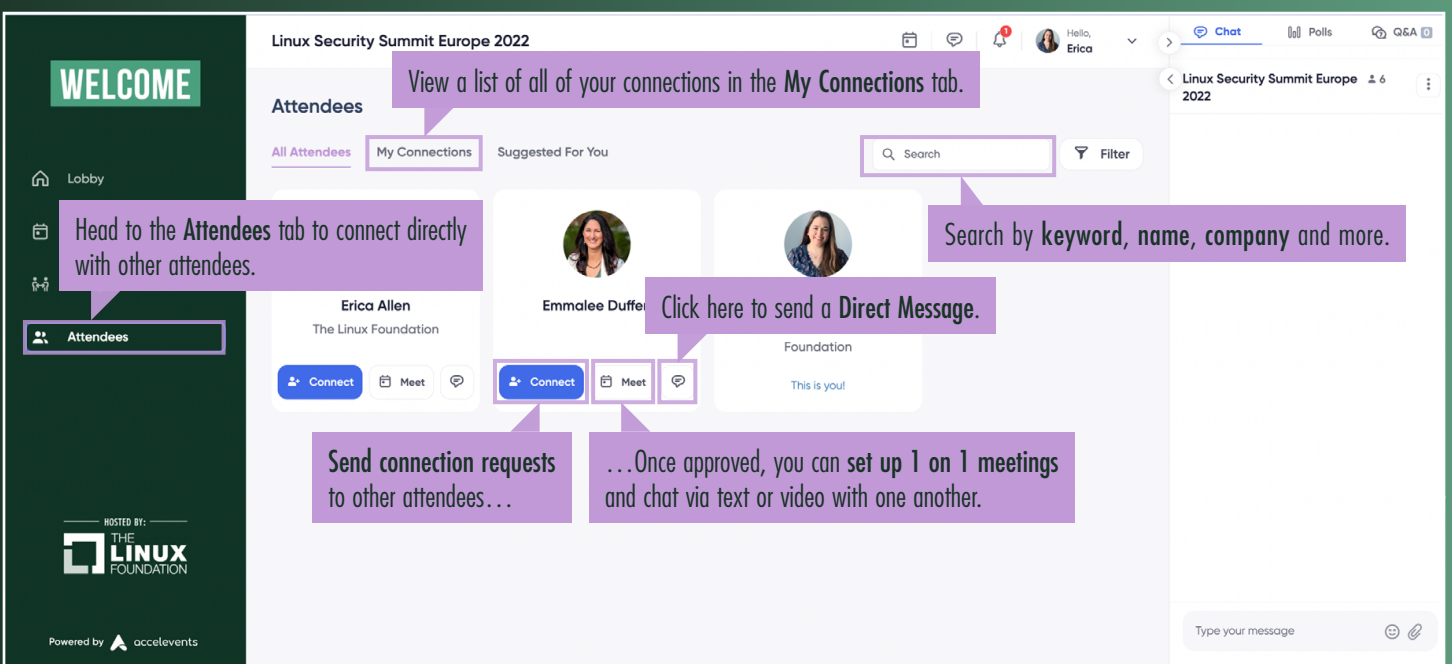 WELCOME
Lobby
Attendees
HOSTED BY:
THE
LINUX
FOUNDATION
Powered by accelevents
Linux Security Summit Europe 2022
1
Hello,
Erica
View a list of all of your connections in the My Connections tab.
Attendees
All Attendees
My Connections
Suggested For You
Search
Filter
Head to the Attendees tab to connect directly
with other attendees.
Search by keyword, name, company and more.
Erica Allen
The Linux Foundation
Connect
Meet
Emmalee Duffe
Click here to send a Direct Message.
Connect
Meet
Foundation
This is you!
Send connection requests
to other attendees...
...Once approved, you can set up 1 on 1 meetings
and chat via text or video with one another.
Chat
Polls
Q&A 0
Linux Security Summit Europe
2022
6
Type your message